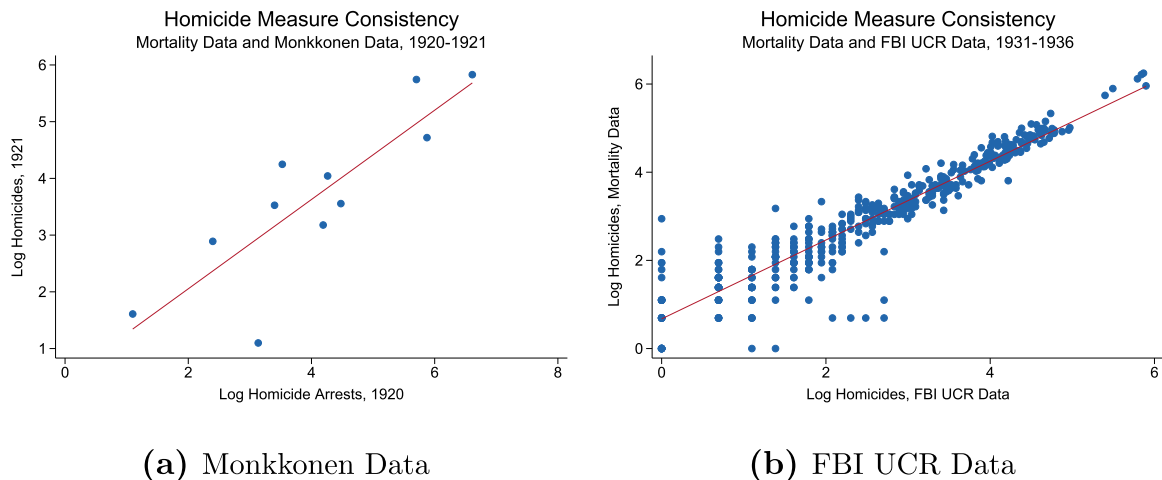 Homicide Measure Consistency
Mortality Data and Monkkonen Data, 1920-1921
Log Homicides, 1921
6
5
4
3
2
1
0 2 4 6 8
Log Homicide Arrests, 1920
(a) Monkkonen Data
Homicide Measure Consistency
Mortality Data and FBI UCR Data, 1931-1936
Log Homicides, Mortality Data
6
4
2
0
0 2 4 6
Log Homicides, FBI UCR Data
(b) FBI UCR Data